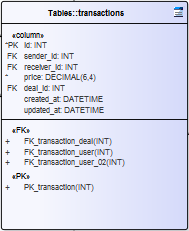 Tables::transactions
«column»
*PK id: INT
FK sender_id: INT
FK receiver_id: INT
* price: DECIMAL(6,4)
FK deal_id: INT
created_at: DATETIME
updated_at: DATETIME
«FK»
+ FK_transaction_deal(INT)
+ FK_transaction_user(INT)
+ FK_transaction_user_02(INT)
«PK»
+ PK_transaction(INT)